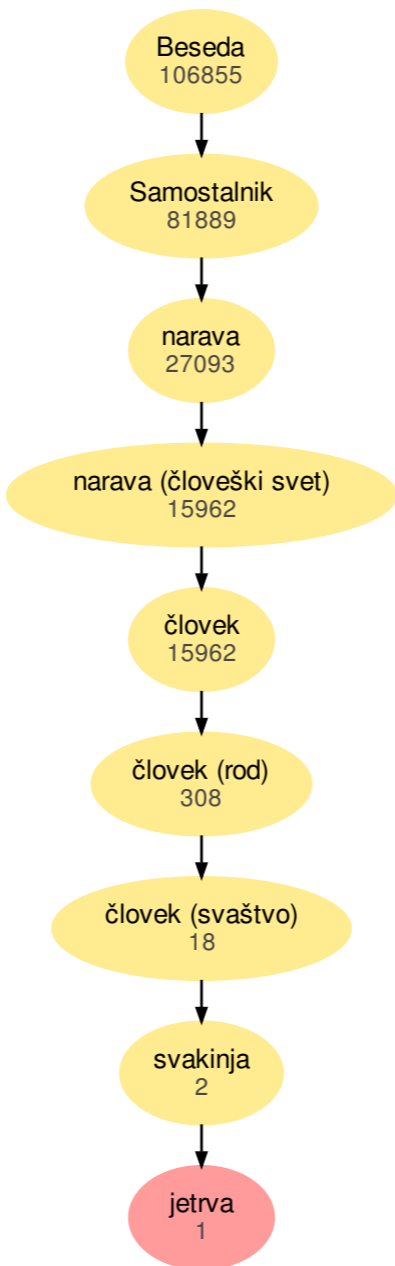 Beseda
106855
Samostalnik
81889
narava
27093
narava (človeški svet)
15962
človek
15962
človek (rod)
308
človek (svaštvo)
18
svakinja
2
jetrva
1